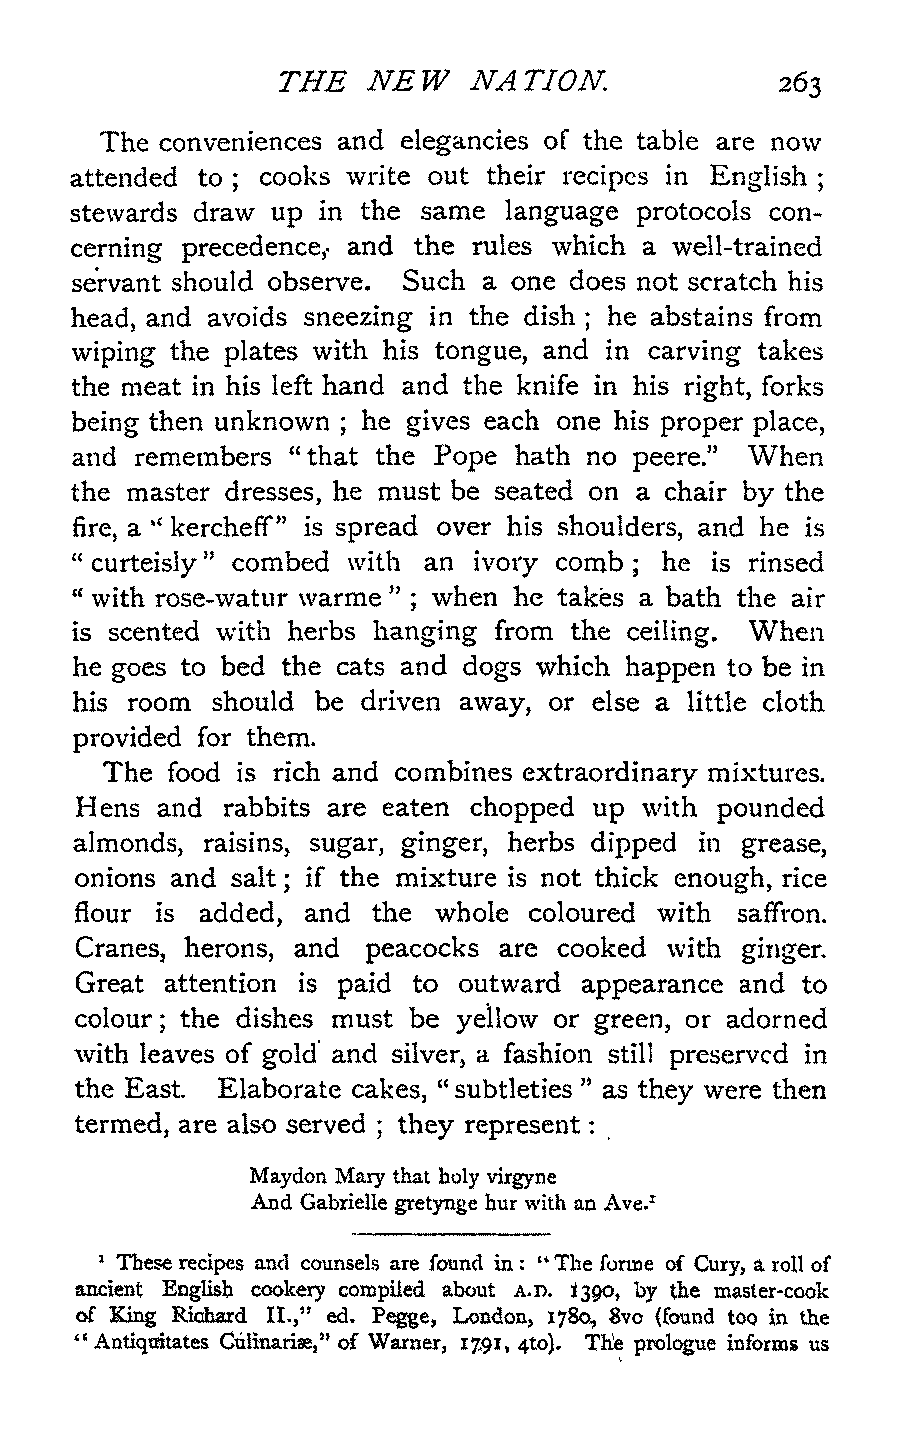 THE NEW NATION. 263
The conveniences and elegancies of the table are now
attended to ; cooks write out their recipes in English ;
stewards draw up in the same language protocols con-
cerning precedence, and the rules which a well-trained
servant should observe. Such a one does not scratch his
head, and avoids sneezing in the dish ; he abstains from
wiping the plates with his tongue, and in carving takes
the meat in his left hand and the knife in his right, forks
being then unknown ; he gives each one his proper place,
and remembers "that the Pope hath no peere." When
the master dresses, he must be seated on a chair by the
fire, a "kercheff" is spread over his shoulders, and he is
"curteisly" combed with an ivory comb ; he is rinsed
"with rose-watur warme" ; when he takes a bath the air
is scented with herbs hanging from the ceiling. When
he goes to bed the cats and dogs which happen to be in
his room should be driven away, or else a little cloth
provided for them.
The food is rich and combines extraordinary mixtures.
Hens and rabbits are eaten chopped up with pounded
almonds, raisins, sugar, ginger, herbs dipped in grease,
onions and salt ; if the mixture is not thick enough, rice
flour is added, and the whole coloured with saffron.
Cranes, herons, and peacocks are cooked with ginger.
Great attention is paid to outward appearance and to
colour ; the dishes must be yellow or green, or adorned
with leaves of gold and silver, a fashion still preserved in
the East. Elaborate cakes, "subtleties" as they were then
termed, are also served ; they represent :
Maydon Mary that holy virgyne
And Gabrielle gretynge hur with an Ave.¹
¹ These recipes and counsels are found in : "The forme of Cury, a roll of
ancient English cookery compiled about A.D. 1390, by the master-cook
of King Richard II.," ed. Pegge, London, 1780, 8vo (found too in the
"Antiquitates Culinariæ," of Warner, 1791, 4to). The prologue informs us